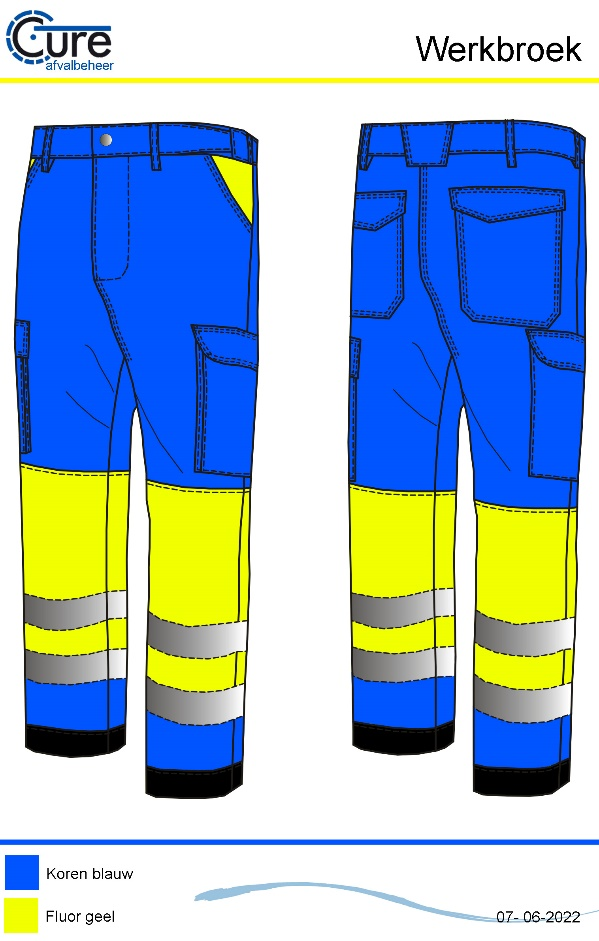 Cure
afvalbeheer
Werkbroek
Koren blauw
Fluor geel
07- 06-2022